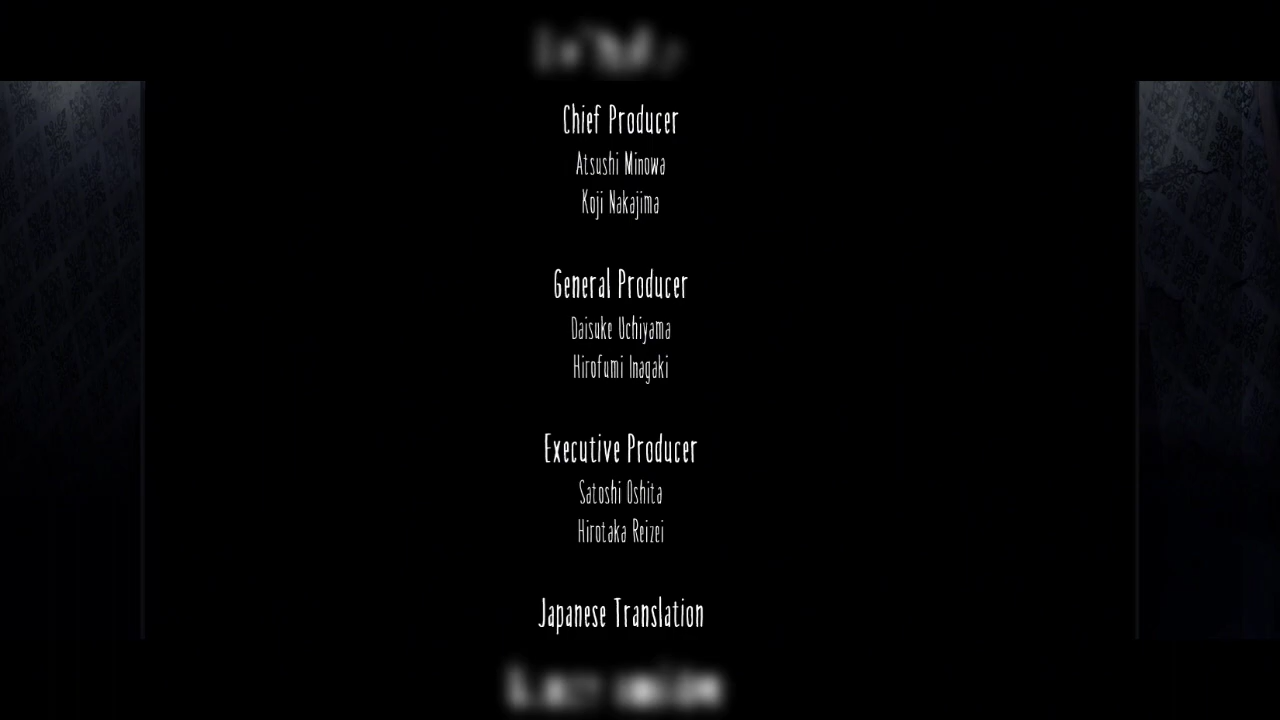 Chief Producer
Atsushi Minowa
Koji Nakajima
General Producer
Daisuke Uchiyama
Hirofumi Inagaki
Executive Producer
Satoshi Oshita
Hirotaka Reizei
Japanese Translation